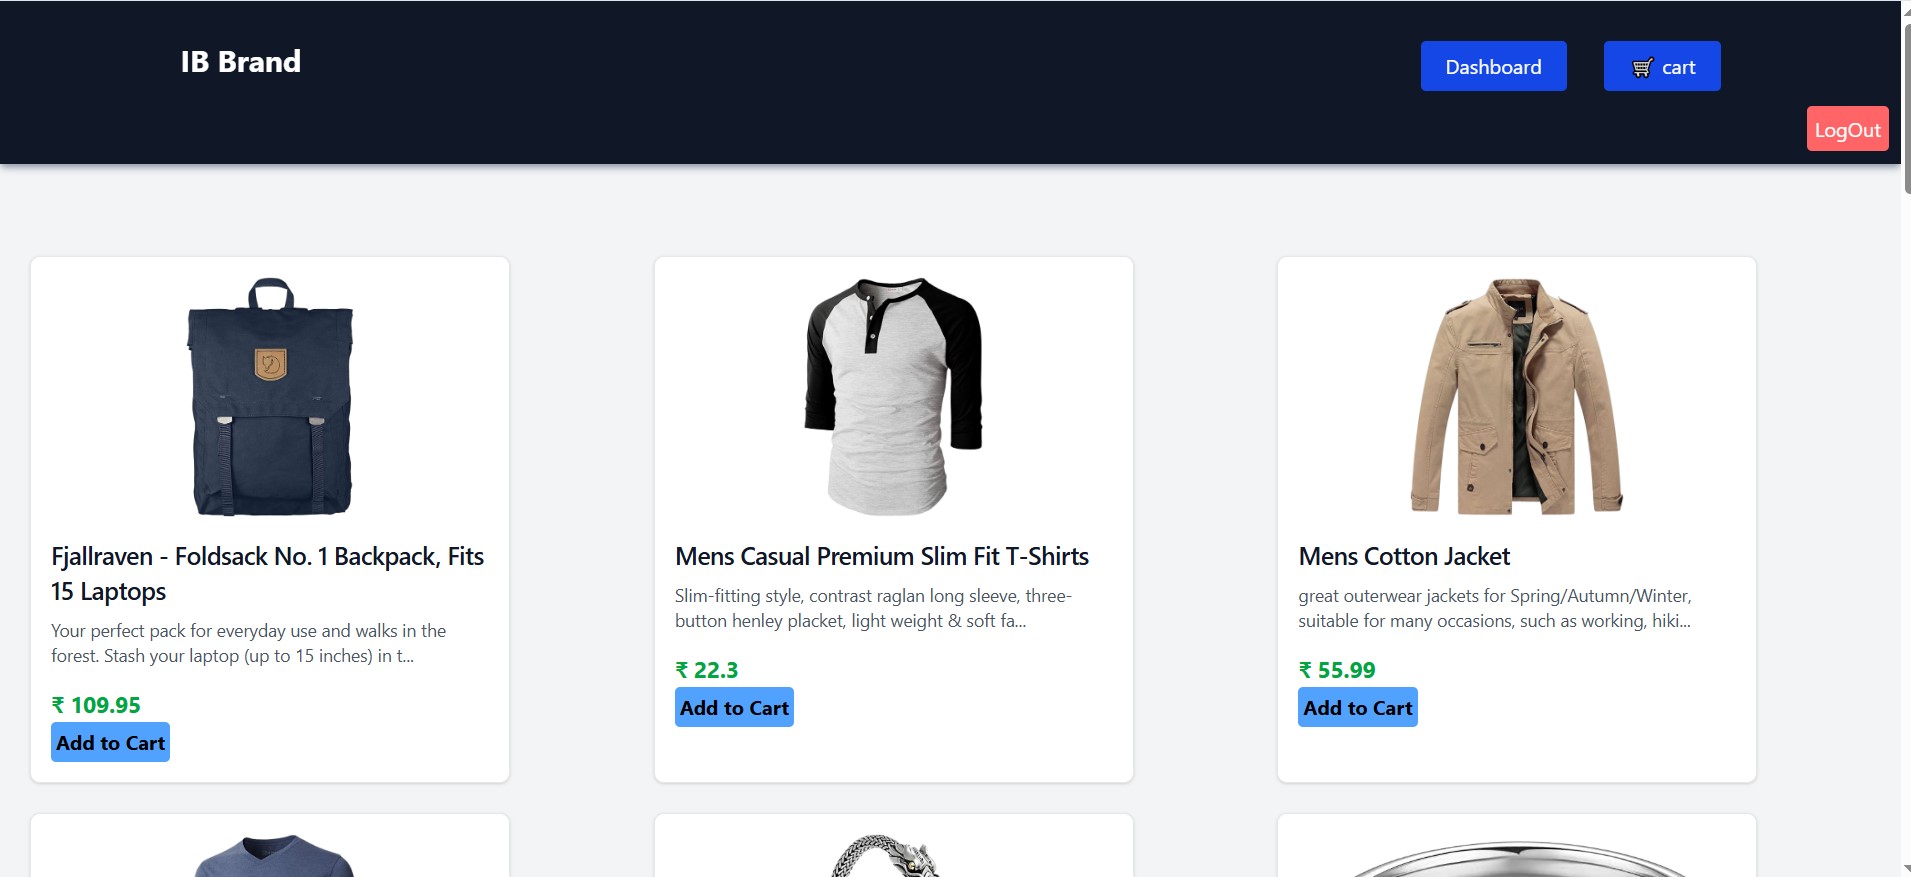 IB Brand
Dashboard
🛒 cart
LogOut
Fjallraven - Foldsack No. 1 Backpack, Fits
15 Laptops
Your perfect pack for everyday use and walks in the
forest. Stash your laptop (up to 15 inches) in t...
₹ 109.95
Add to Cart
Mens Casual Premium Slim Fit T-Shirts
Slim-fitting style, contrast raglan long sleeve, three-
button henley placket, light weight & soft fa...
₹ 22.3
Add to Cart
Mens Cotton Jacket
great outerwear jackets for Spring/Autumn/Winter,
suitable for many occasions, such as working, hiki...
₹ 55.99
Add to Cart